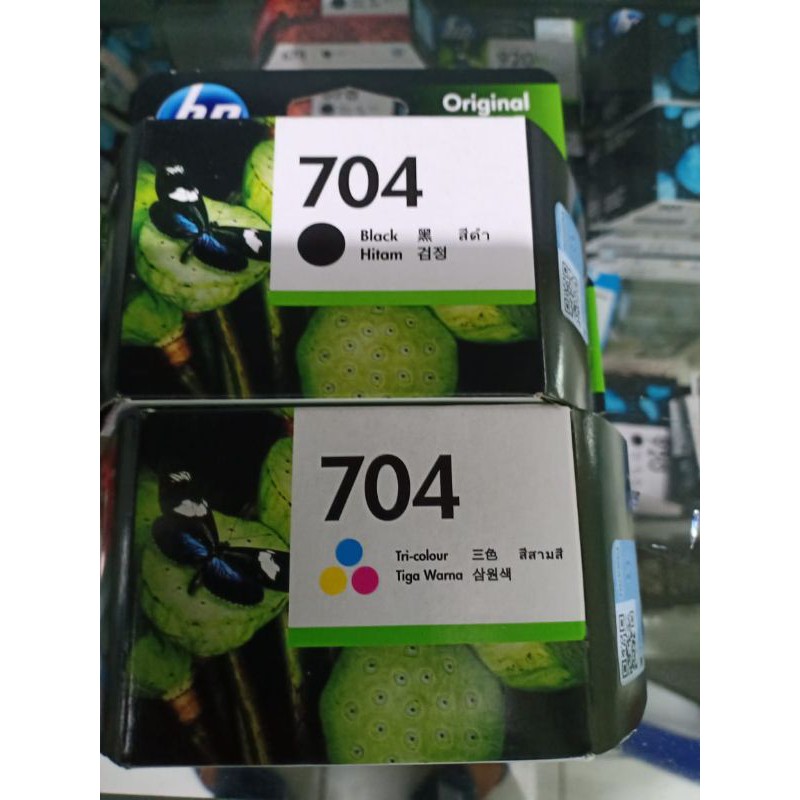 hp
Original
704
Black 黑 สีดำ
Hitam 검정
704
Tri-colour 三色 สีสามสี
Tiga Warna 삼원색
920